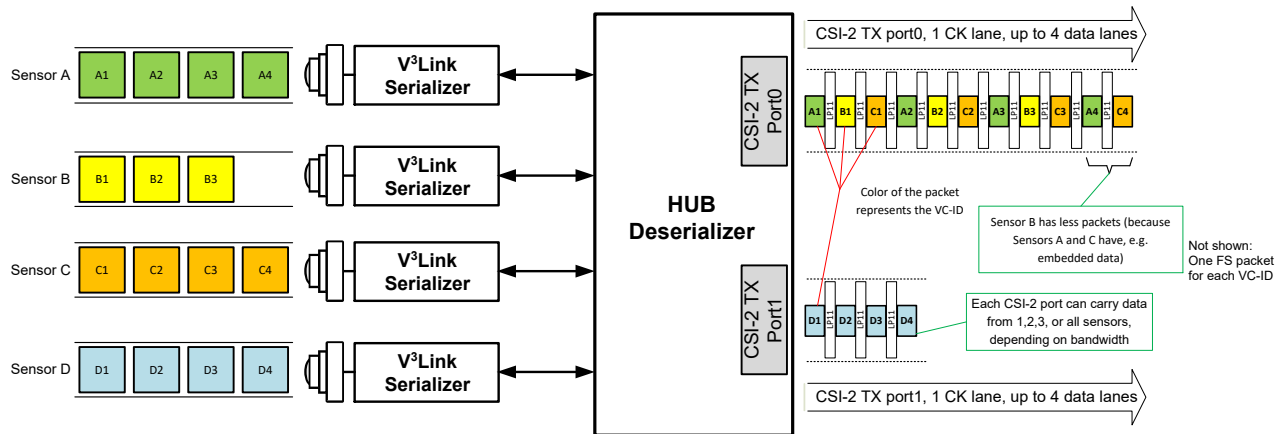 CSI-2 TX port0, 1 CK lane, up to 4 data lanes
Sensor A
A1 A2 A3 A4
V³Link
Serializer
CSI-2 TX
Port0
A1 LP11 B1 LP11 C1 LP11 A2 LP11 B2 LP11 C2 LP11 A3 LP11 B3 LP11 C3 LP11 A4 LP11 C4
Sensor B
B1 B2 B3
V³Link
Serializer
Color of the packet
represents the VC-ID
Sensor B has less packets (because
Sensors A and C have, e.g.
embedded data)
Not shown:
One FS packet
for each VC-ID
HUB
Deserializer
Sensor C
C1 C2 C3 C4
V³Link
Serializer
CSI-2 TX
Port1
D1 LP11 D2 LP11 D3 LP11 D4
Each CSI-2 port can carry data
from 1,2,3, or all sensors,
depending on bandwidth
Sensor D
D1 D2 D3 D4
V³Link
Serializer
CSI-2 TX port1, 1 CK lane, up to 4 data lanes